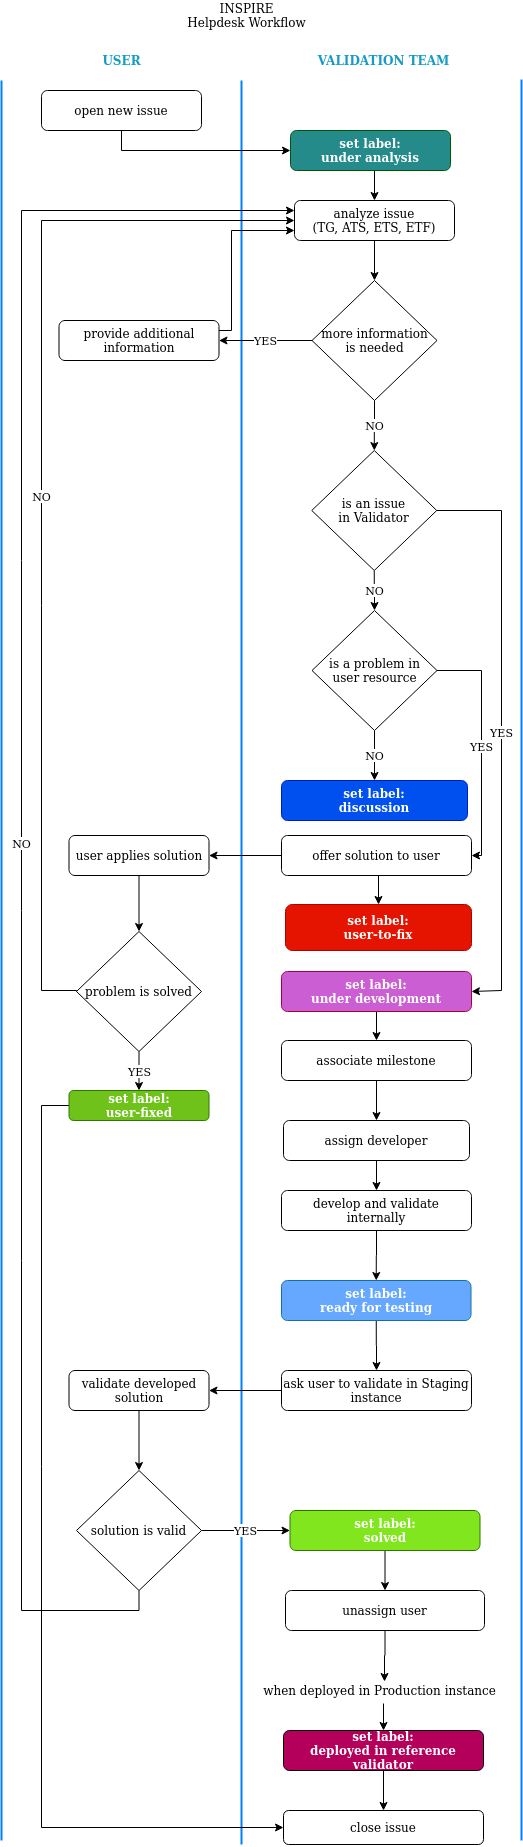 INSPIRE
Helpdesk Workflow
USER
VALIDATION TEAM
open new issue
set label:
under analysis
analyze issue
(TG, ATS, ETS, ETF)
provide additional
information
YES
more information
is needed
NO
is an issue
in Validator
NO
NO
is a problem in
user resource
YES
YES
NO
set label:
discussion
NO
user applies solution
offer solution to user
set label:
user-to-fix
problem is solved
set label:
under development
YES
associate milestone
set label:
user-fixed
assign developer
develop and validate
internally
set label:
ready for testing
validate developed
solution
ask user to validate in Staging
instance
solution is valid
YES
set label:
solved
unassign user
when deployed in Production instance
set label:
deployed in reference
validator
close issue